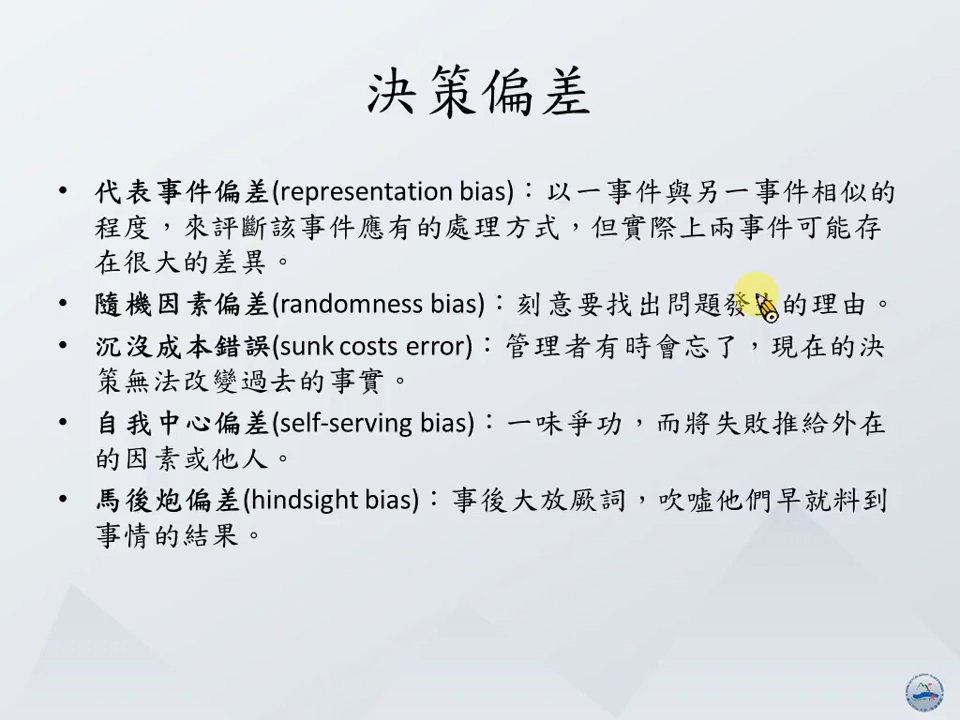 決策偏差
• 代表事件偏差(representation bias)：以一事件與另一事件相似的
程度，來評斷該事件應有的處理方式，但實際上兩事件可能存
在很大的差異。
• 隨機因素偏差(randomness bias)：刻意要找出問題發生的理由。
• 沉沒成本錯誤(sunk costs error)：管理者有時會忘了，現在的決
策無法改變過去的事實。
• 自我中心偏差(self-serving bias)：一味爭功，而將失敗推給外在
的因素或他人。
• 馬後炮偏差(hindsight bias)：事後大放厥詞，吹噓他們早就料到
事情的結果。